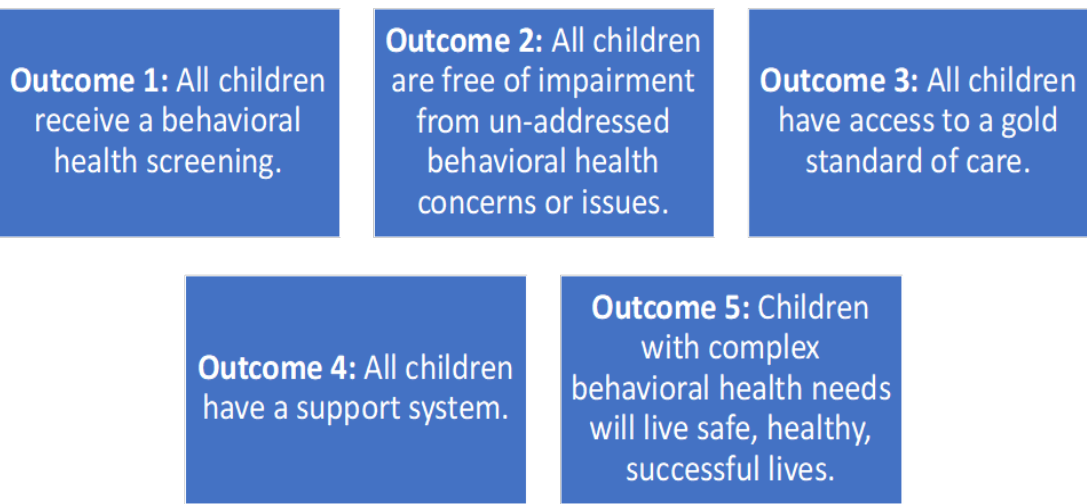 Outcome 1: All children
receive a behavioral
health screening.
Outcome 2: All children
are free of impairment
from un-addressed
behavioral health
concerns or issues.
Outcome 3: All children
have access to a gold
standard of care.
Outcome 4: All children
have a support system.
Outcome 5: Children
with complex
behavioral health needs
will live safe, healthy,
successful lives.